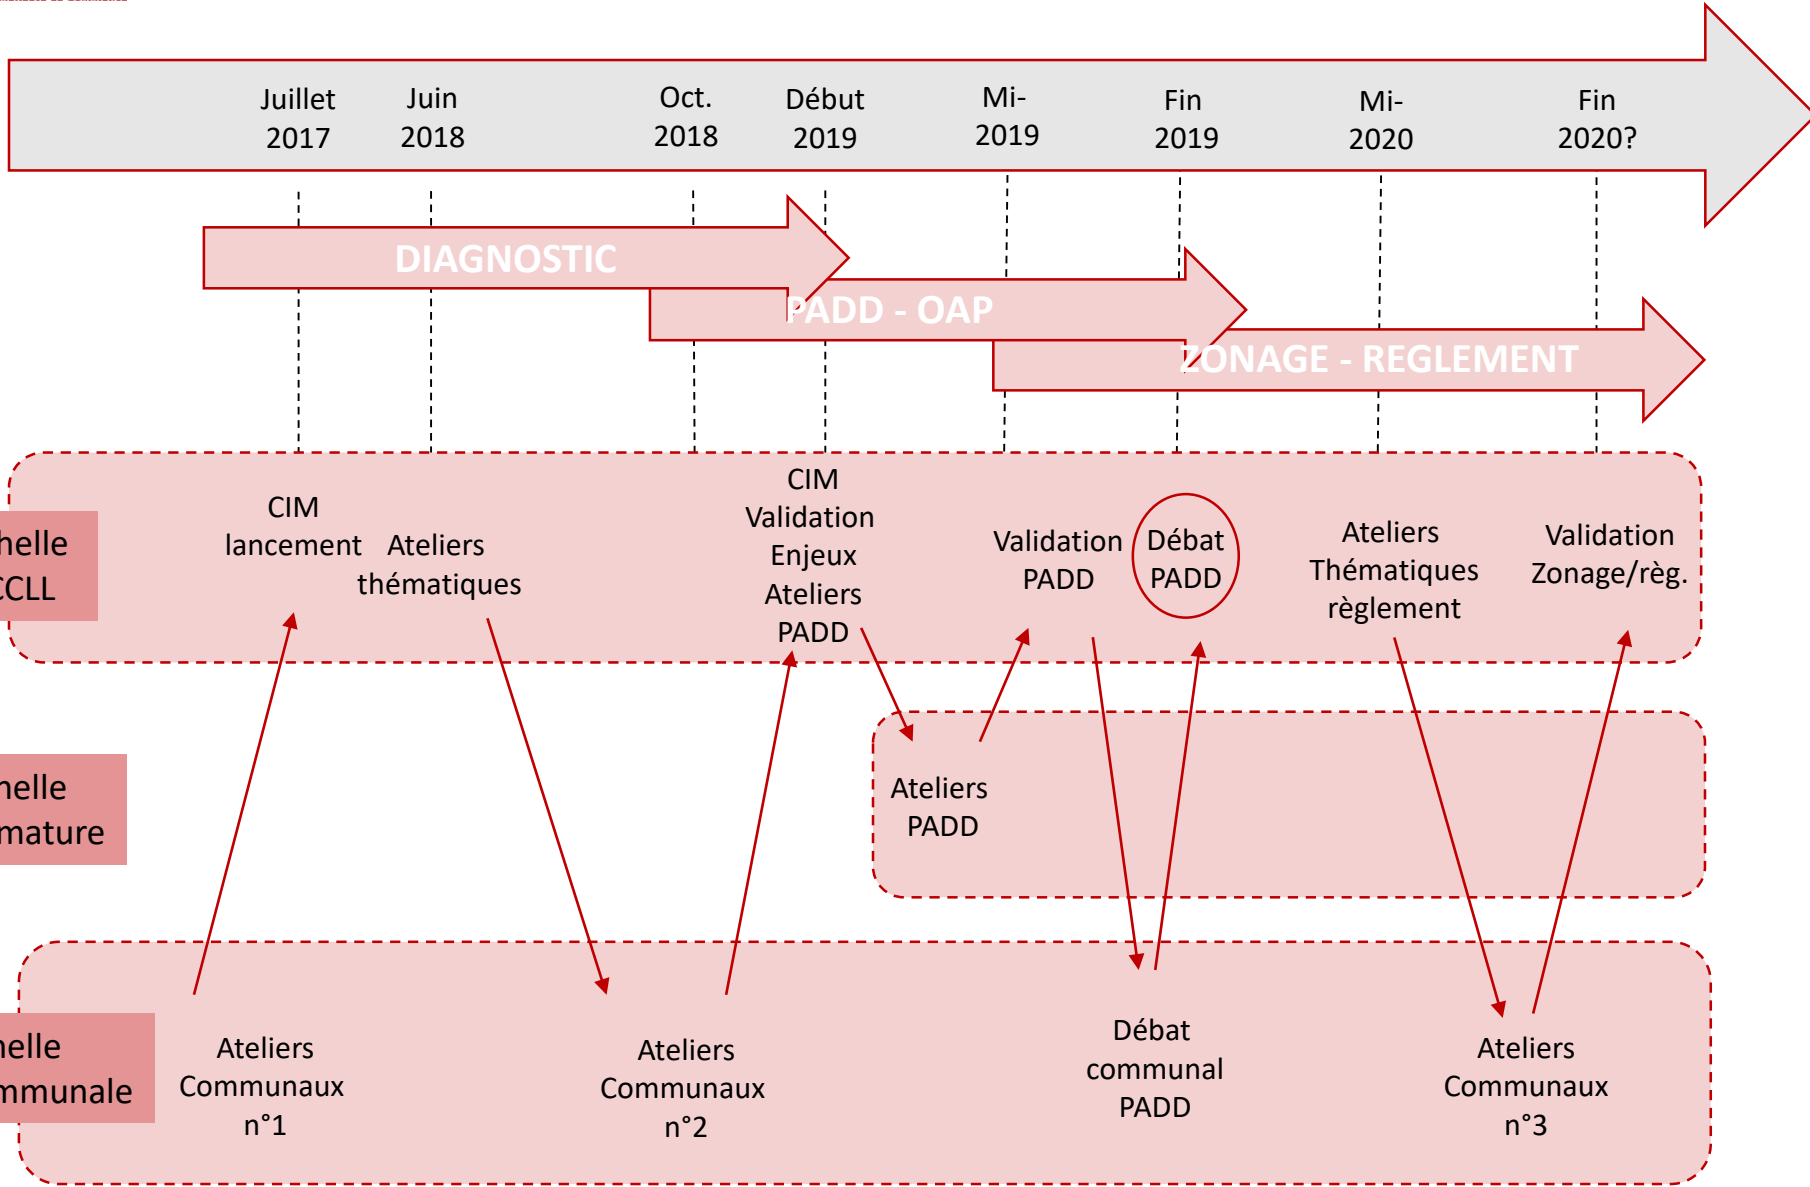 Juillet
2017
Juin
2018
Oct.
2018
Début
2019
Mi-
2019
Fin
2019
Mi-
2020
Fin
2020?
DIAGNOSTIC
PADD - OAP
ZONAGE - REGLEMENT
helle
CCLL
CIM
lancement
Ateliers
thématiques
CIM
Validation
Enjeux
Ateliers
PADD
Validation
PADD
Débat
PADD
Ateliers
Thématiques
règlement
Validation
Zonage/règ.
helle
mature
Ateliers
PADD
helle
mmunale
Ateliers
Communaux
n°1
Ateliers
Communaux
n°2
Débat
communal
PADD
Ateliers
Communaux
n°3